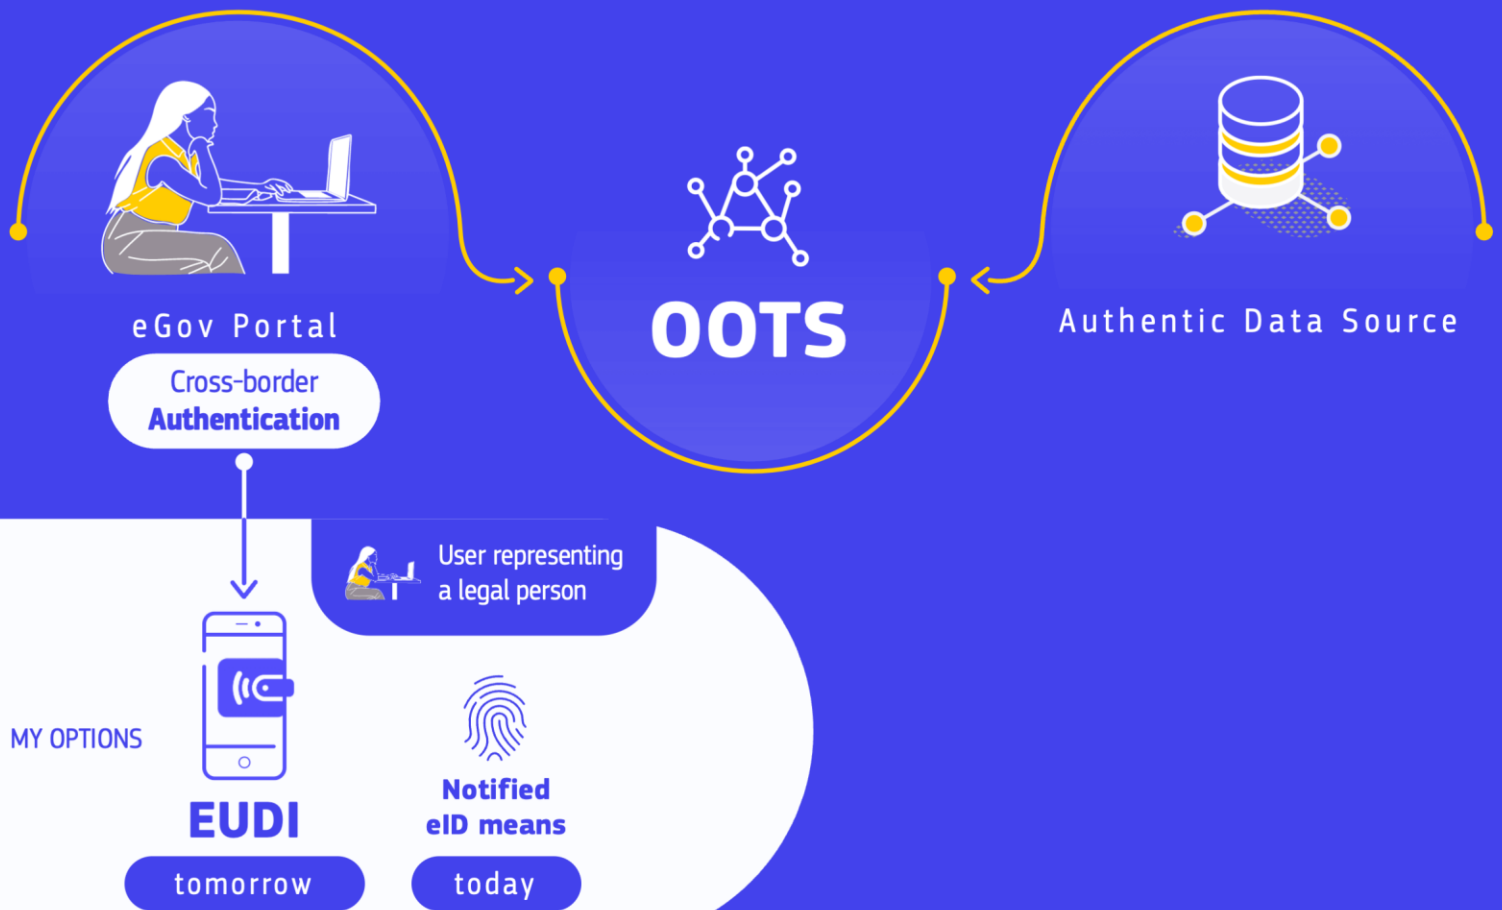 eGov Portal
Cross-border
Authentication
OOTS
Authentic Data Source
User representing
a legal person
MY OPTIONS
EUDI
tomorrow
Notified
eID means
today